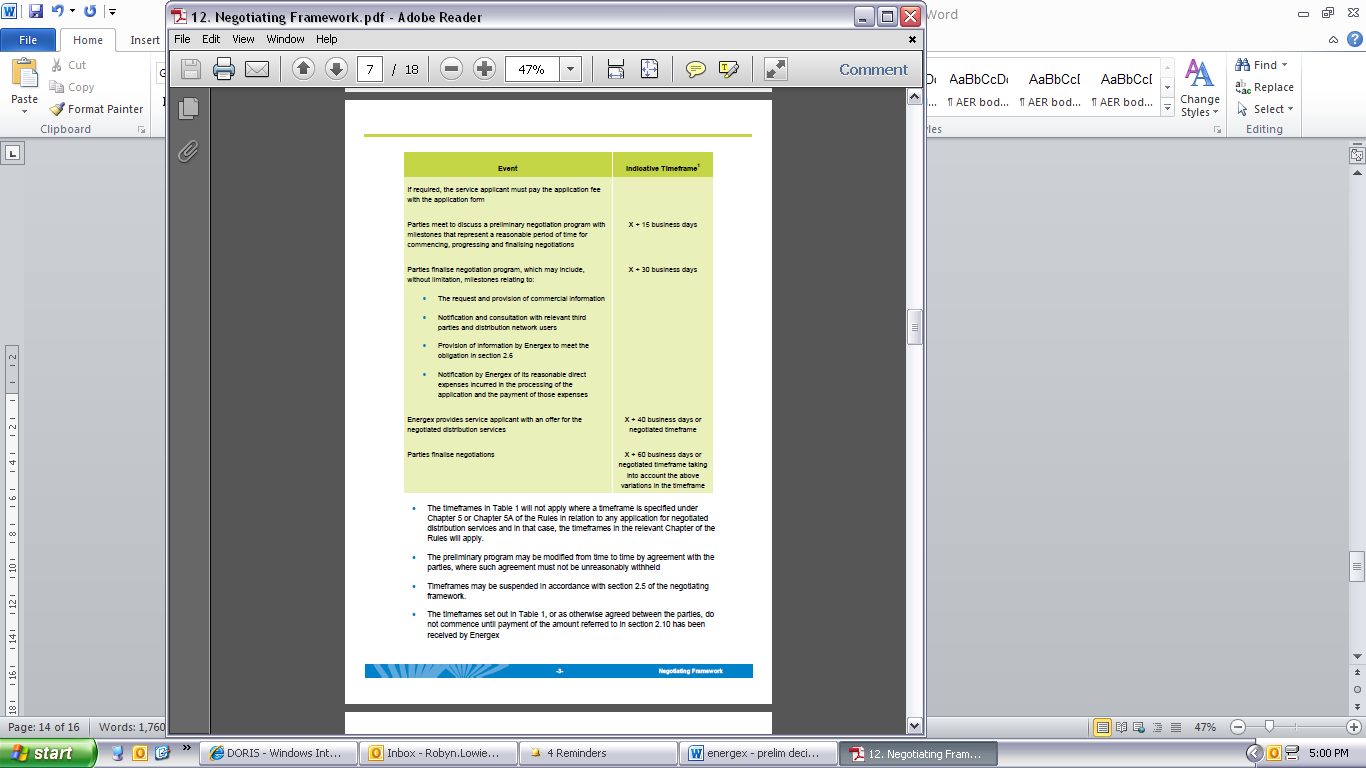 12. Negotiating Framework.pdf - Adobe Reader
Word
File
Home
Insert
File Edit View Window Help
Cut
Copy
Paste
Format Painter
Clipboard
7 / 18
47%
Comment
AaBbCcDc AaBbCcI AaBbCcI
¶ AER bod... ¶ AER bod... ¶ AER bod...
Change
Styles
Find
Replace
Select
Editing
Event
Indicative Timeframe¹
If required, the service applicant must pay the application fee
with the application form
Parties meet to discuss a preliminary negotiation program with
milestones that represent a reasonable period of time for
commencing, progressing and finalising negotiations
X + 15 business days
Parties finalise negotiation program, which may include,
without limitation, milestones relating to:
X + 30 business days
• The request and provision of commercial information
• Notification and consultation with relevant third
parties and distribution network users
• Provision of information by Energex to meet the
obligation in section 2.6
• Notification by Energex of its reasonable direct
expenses incurred in the processing of the
application and the payment of those expenses
Energex provides service applicant with an offer for the
negotiated distribution services
X + 40 business days or
negotiated timeframe
Parties finalise negotiations
X + 60 business days or
negotiated timeframe taking
into account the above
variations in the timeframe
• The timeframes in Table 1 will not apply where a timeframe is specified under
Chapter 5 or Chapter 5A of the Rules in relation to any application for negotiated
distribution services and in that case, the timeframes in the relevant Chapter of the
Rules will apply.
• The preliminary program may be modified from time to time by agreement with the
parties, where such agreement must not be unreasonably withheld
• Timeframes may be suspended in accordance with section 2.5 of the negotiating
framework.
• The timeframes set out in Table 1, or as otherwise agreed between the parties, do
not commence until payment of the amount referred to in section 2.10 has been
received by Energex
Negotiating Framework
Page: 14 of 16
Words: 1,760
47%
start
DORIS - Windows Int...
Inbox - Robyn.Lowie...
4 Reminders
energex - prelim deci...
12. Negotiating Fram...
5:00 PM